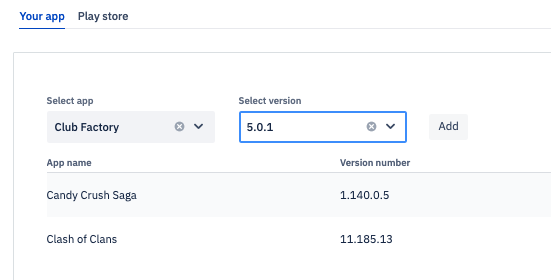 Your app Play store
Select app Select version
Club Factory 5.0.1 Add
App name Version number
Candy Crush Saga 1.140.0.5
Clash of Clans 11.185.13